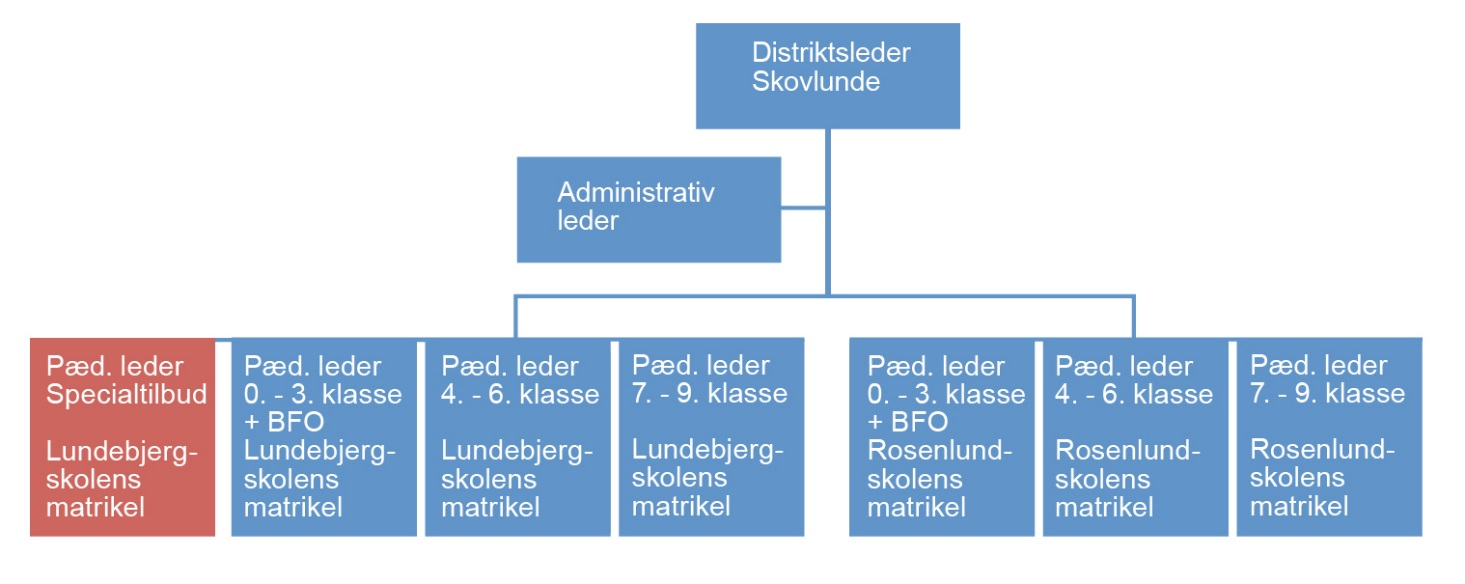 Distriktsleder
Skovlunde
Administrativ
leder
Pæd. leder
Specialtilbud
Lundebjerg-
skolens
matrikel
Pæd. leder
0. - 3. klasse
+ BFO
Lundebjerg-
skolens
matrikel
Pæd. leder
4. - 6. klasse
Lundebjerg-
skolens
matrikel
Pæd. leder
7. - 9. klasse
Lundebjerg-
skolens
matrikel
Pæd. leder
0. - 3. klasse
+ BFO
Rosenlund-
skolens
matrikel
Pæd. leder
4. - 6. klasse
Rosenlund-
skolens
matrikel
Pæd. leder
7. - 9. klasse
Rosenlund-
skolens
matrikel